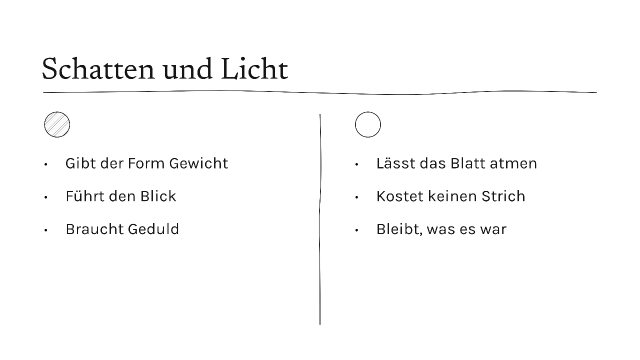 Schatten und Licht
Gibt der Form Gewicht
Führt den Blick
Braucht Geduld
Lässt das Blatt atmen
Kostet keinen Strich
Bleibt, was es war